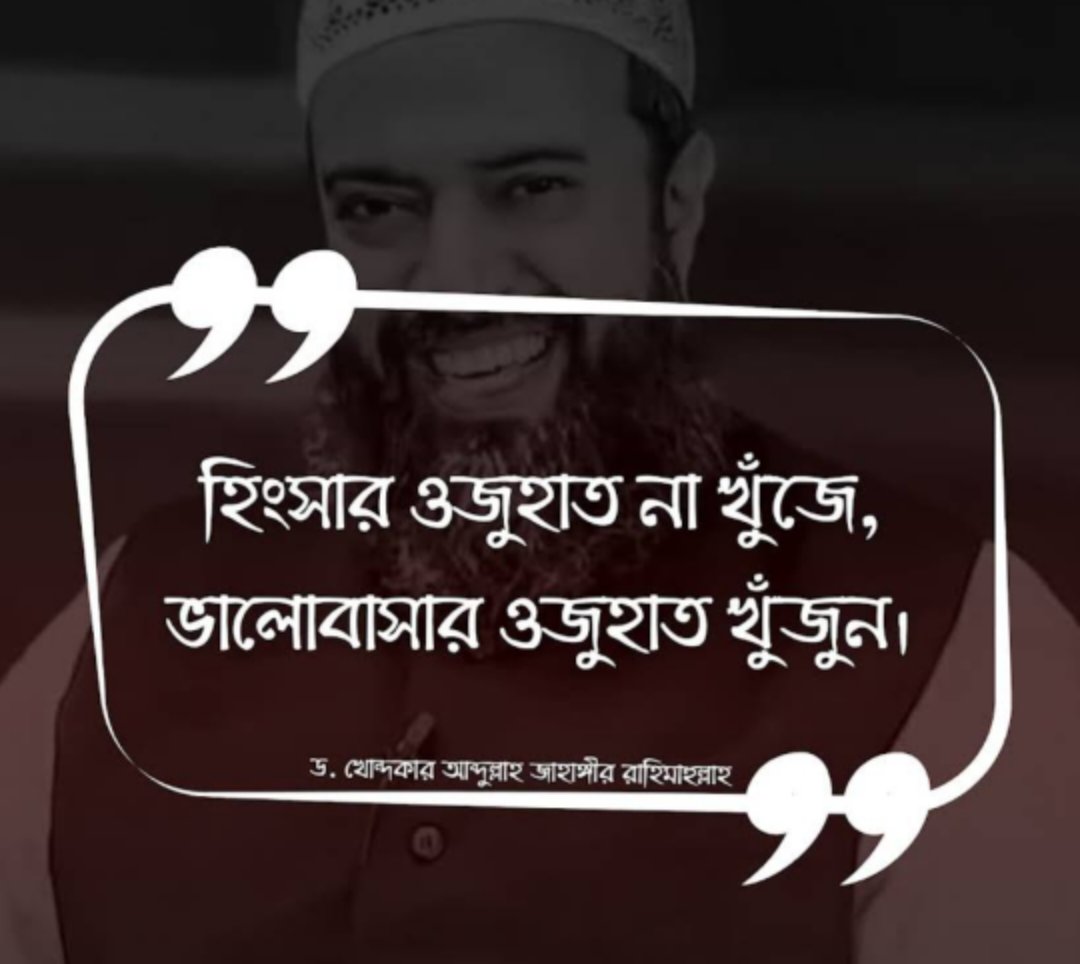 হিংসার ওজুহাত না খুঁজে,
ভালোবাসার ওজুহাত খুঁজুন।
ড. খোন্দকার আব্দুল্লাহ জাহাঙ্গীর রাহিমাহুল্লাহ